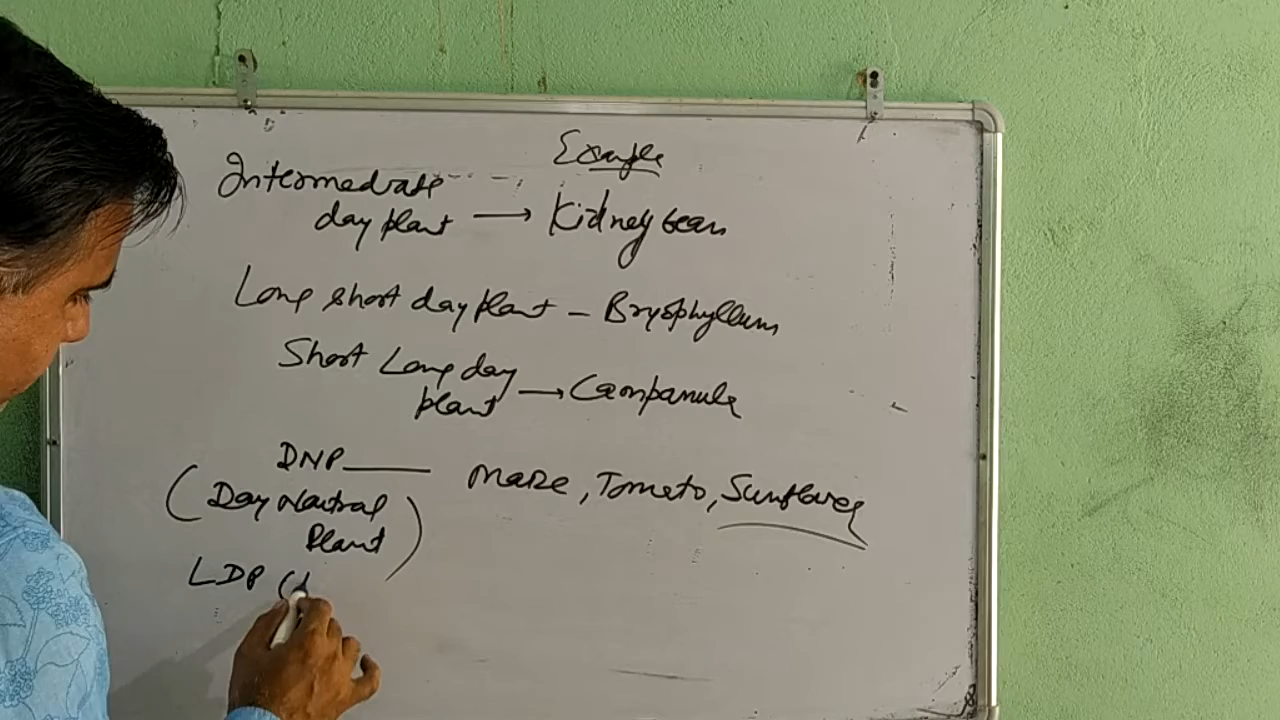 Example
Intermediate
day plant → Kidney bean
Long short day plant – Bryophyllum
Short Long day
plant → Campanula
DNP — Maize, Tomato, Sunflower
(Day Neutral
Plant)
LDP (